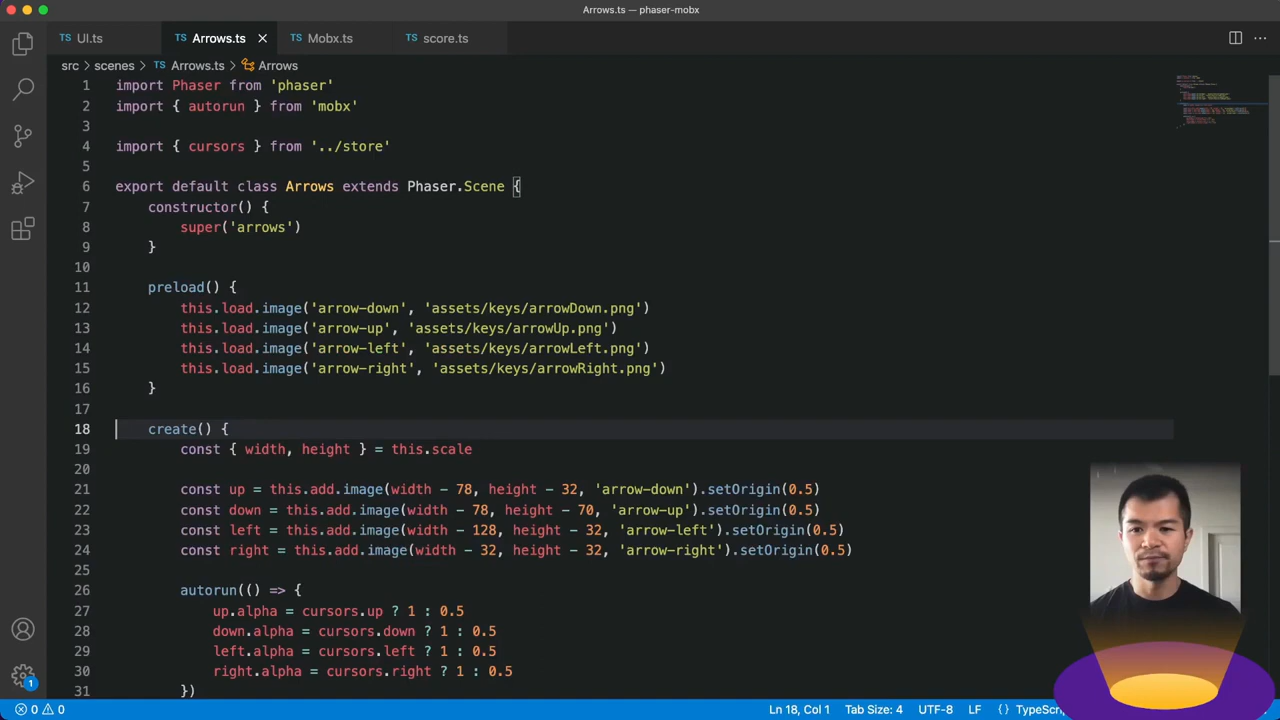 Arrows.ts — phaser-mobx
TS UI.ts TS Arrows.ts TS Mobx.ts TS score.ts
src scenes TS Arrows.ts Arrows
1 import Phaser from 'phaser'
2 import { autorun } from 'mobx'
3
4 import { cursors } from '../store'
5
6 export default class Arrows extends Phaser.Scene {
7 constructor() {
8 super('arrows')
9 }
10
11 preload() {
12 this.load.image('arrow-down', 'assets/keys/arrowDown.png')
13 this.load.image('arrow-up', 'assets/keys/arrowUp.png')
14 this.load.image('arrow-left', 'assets/keys/arrowLeft.png')
15 this.load.image('arrow-right', 'assets/keys/arrowRight.png')
16 }
17
18 create() {
19 const { width, height } = this.scale
20
21 const up = this.add.image(width - 78, height - 32, 'arrow-down').setOrigin(0.5)
22 const down = this.add.image(width - 78, height - 70, 'arrow-up').setOrigin(0.5)
23 const left = this.add.image(width - 128, height - 32, 'arrow-left').setOrigin(0.5)
24 const right = this.add.image(width - 32, height - 32, 'arrow-right').setOrigin(0.5)
25
26 autorun(() => {
27 up.alpha = cursors.up ? 1 : 0.5
28 down.alpha = cursors.down ? 1 : 0.5
29 left.alpha = cursors.left ? 1 : 0.5
30 right.alpha = cursors.right ? 1 : 0.5
31 })
1
0 0 Ln 18, Col 1 Tab Size: 4 UTF-8 LF {} TypeScri